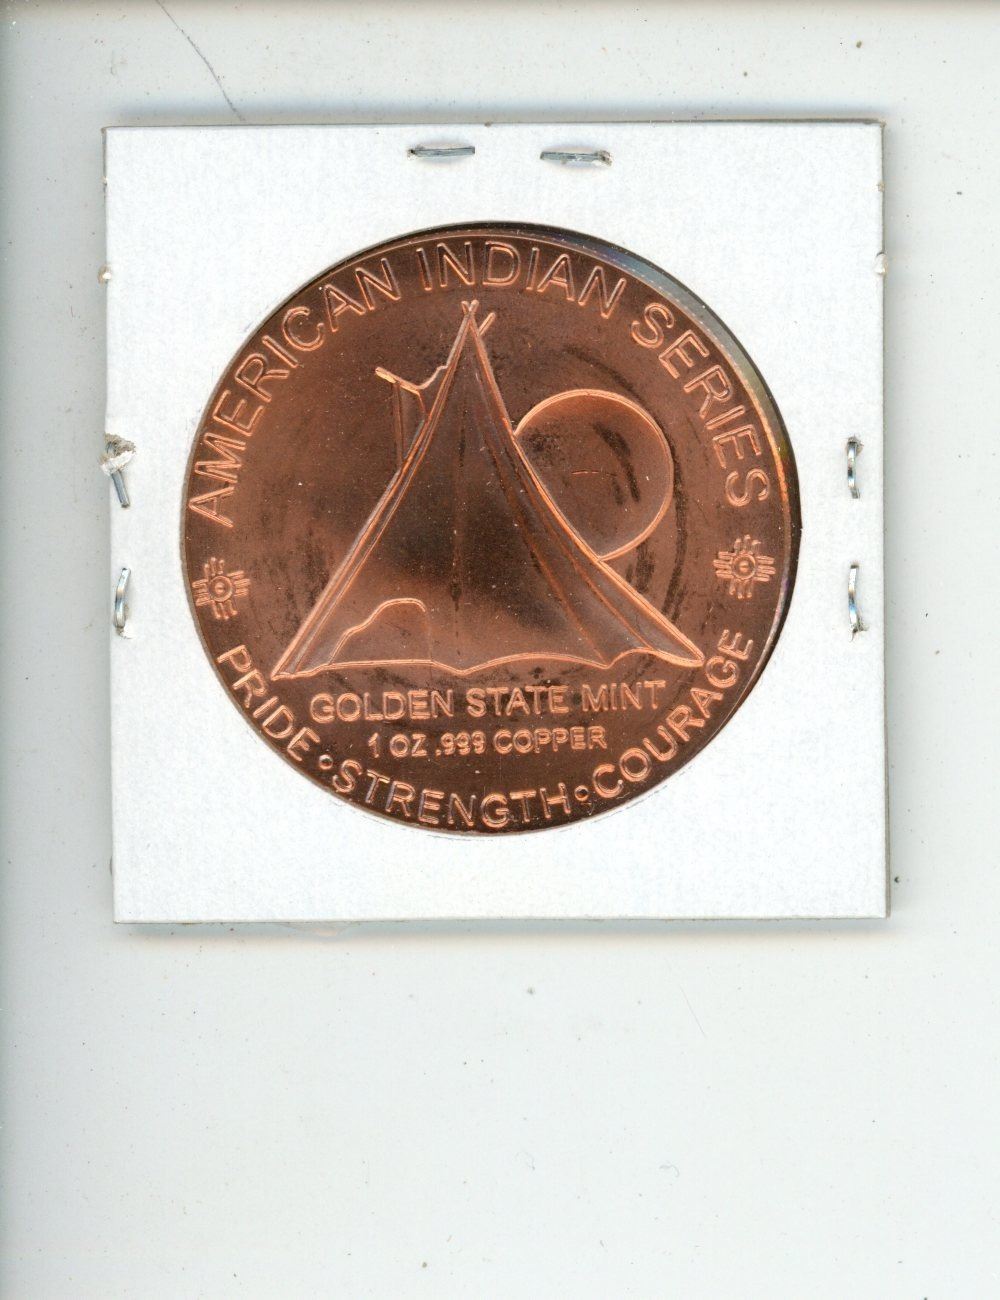 AMERICAN INDIAN SERIES
GOLDEN STATE MINT
1 OZ .999 COPPER
PRIDE • STRENGTH • COURAGE